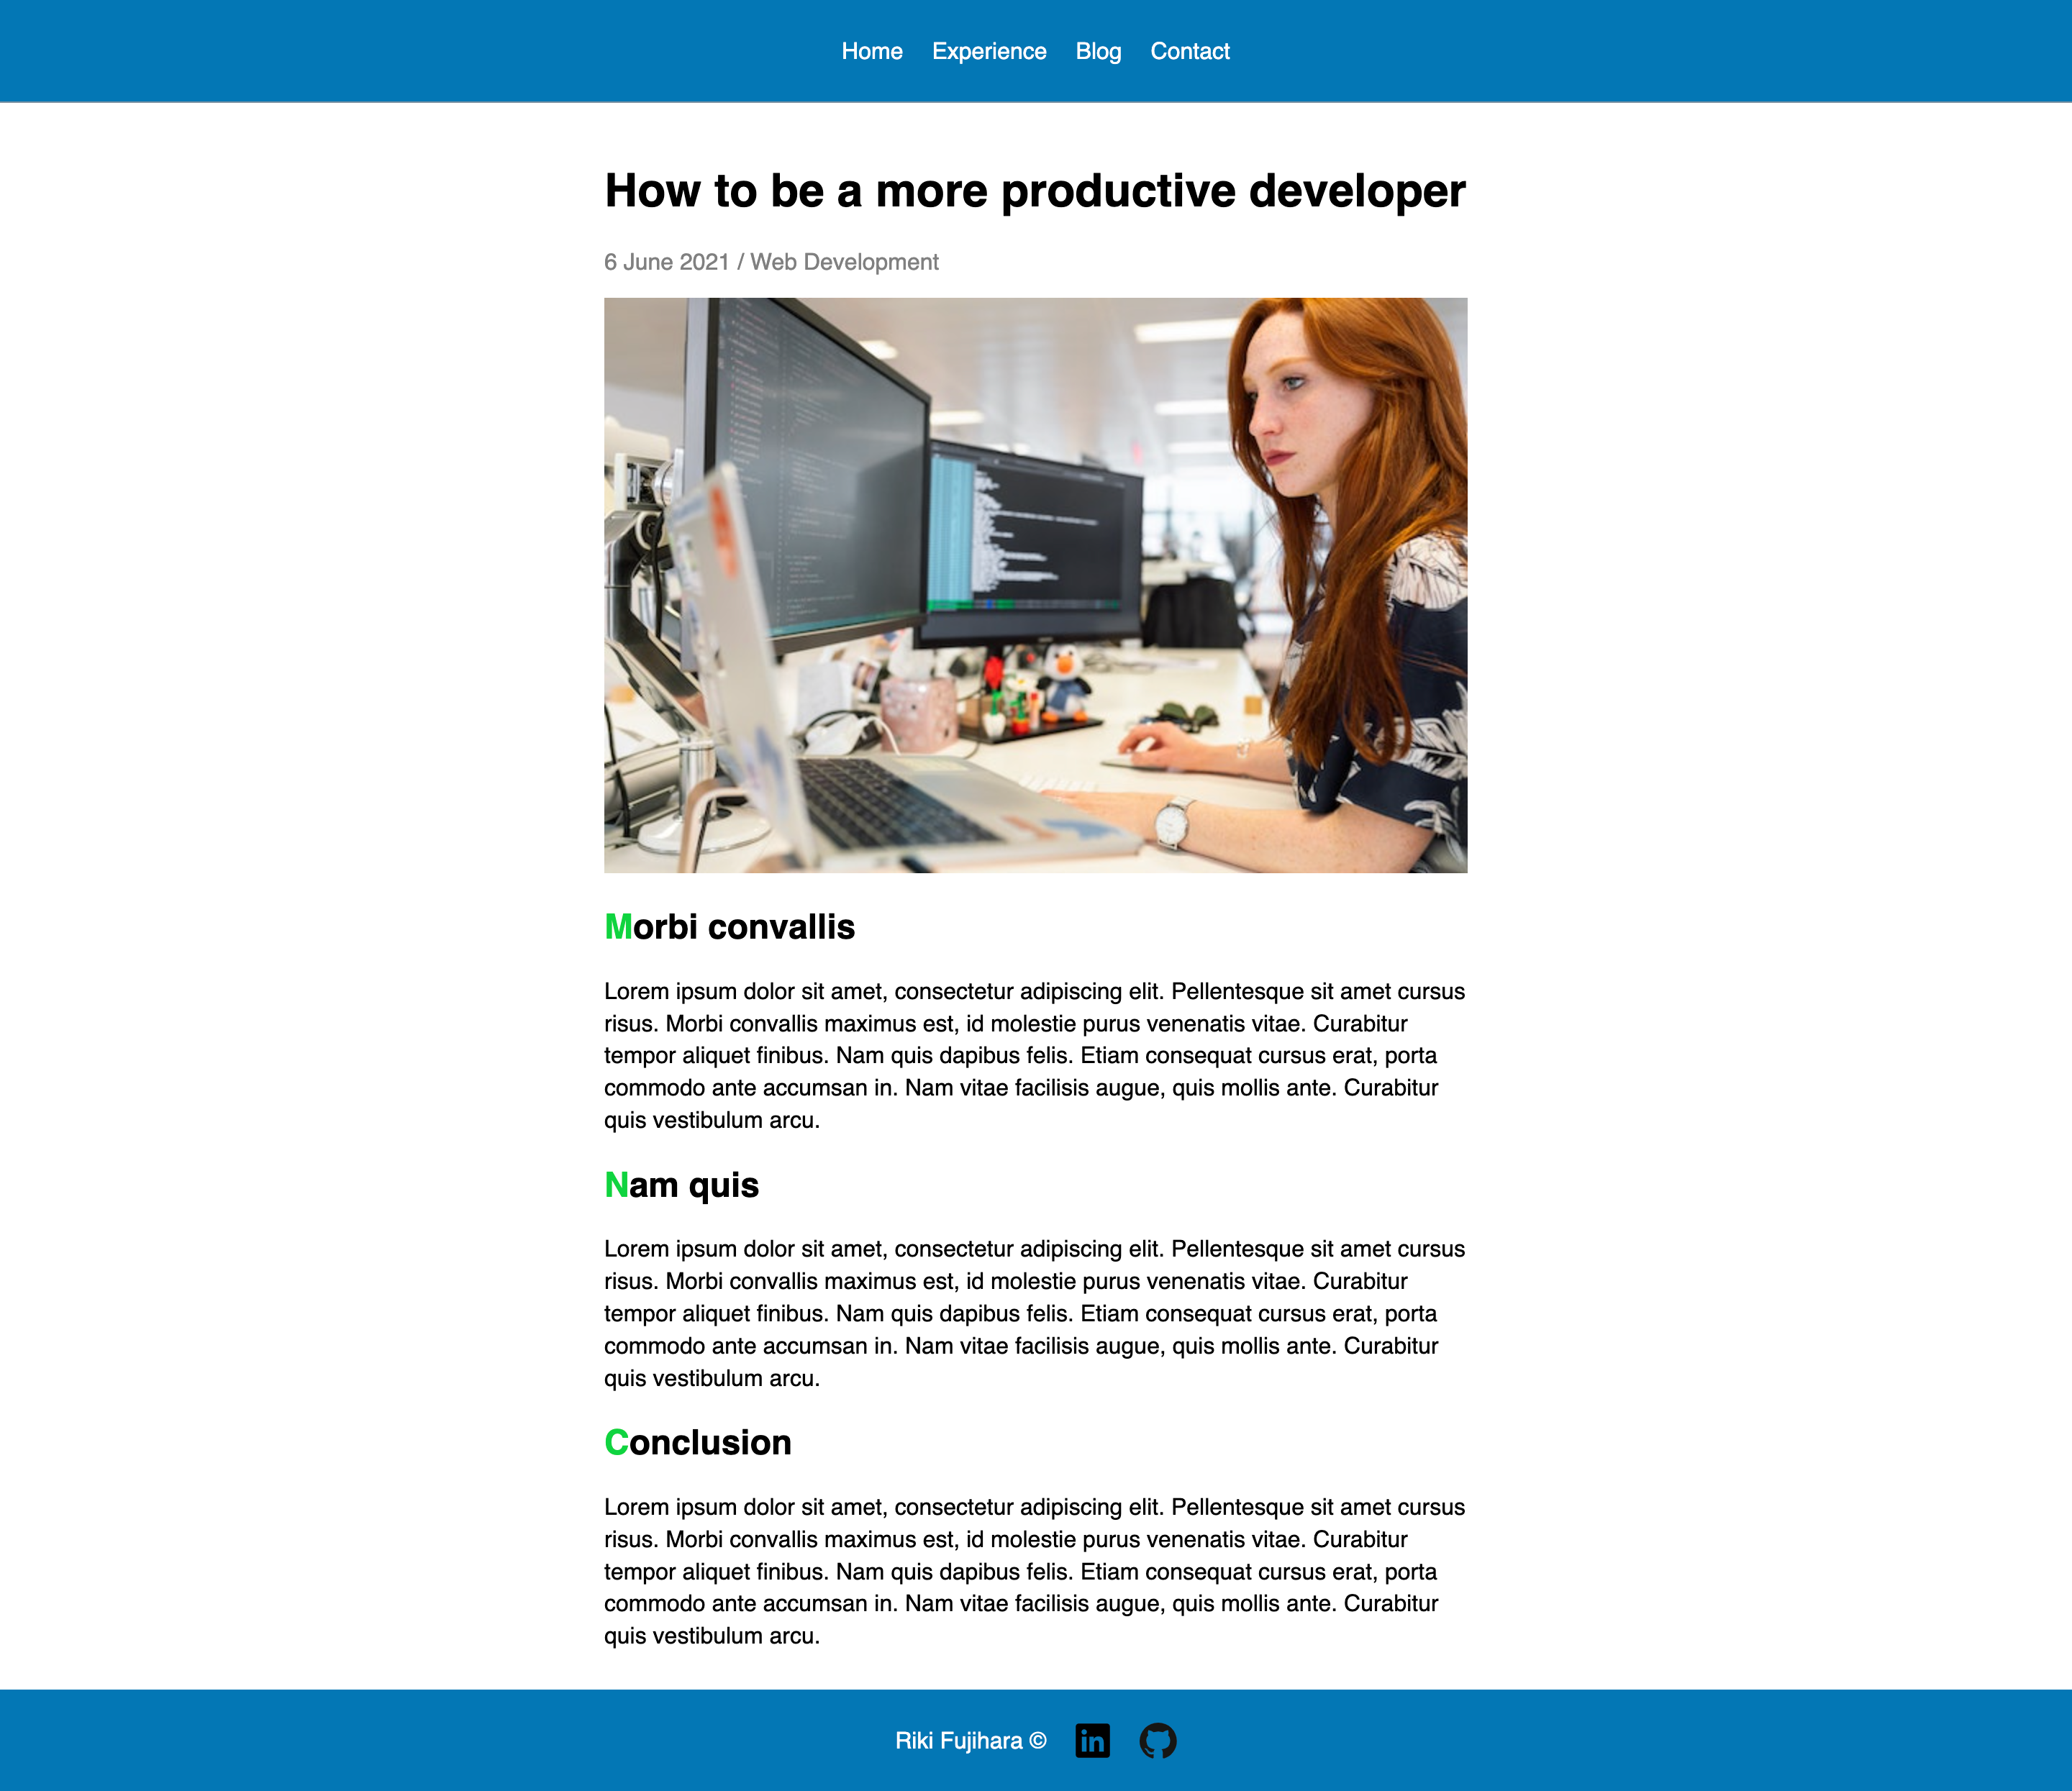 Home Experience Blog Contact
How to be a more productive developer
6 June 2021 / Web Development
Morbi convallis
Lorem ipsum dolor sit amet, consectetur adipiscing elit. Pellentesque sit amet cursus
risus. Morbi convallis maximus est, id molestie purus venenatis vitae. Curabitur
tempor aliquet finibus. Nam quis dapibus felis. Etiam consequat cursus erat, porta
commodo ante accumsan in. Nam vitae facilisis augue, quis mollis ante. Curabitur
quis vestibulum arcu.
Nam quis
Lorem ipsum dolor sit amet, consectetur adipiscing elit. Pellentesque sit amet cursus
risus. Morbi convallis maximus est, id molestie purus venenatis vitae. Curabitur
tempor aliquet finibus. Nam quis dapibus felis. Etiam consequat cursus erat, porta
commodo ante accumsan in. Nam vitae facilisis augue, quis mollis ante. Curabitur
quis vestibulum arcu.
Conclusion
Lorem ipsum dolor sit amet, consectetur adipiscing elit. Pellentesque sit amet cursus
risus. Morbi convallis maximus est, id molestie purus venenatis vitae. Curabitur
tempor aliquet finibus. Nam quis dapibus felis. Etiam consequat cursus erat, porta
commodo ante accumsan in. Nam vitae facilisis augue, quis mollis ante. Curabitur
quis vestibulum arcu.
Riki Fujihara © in